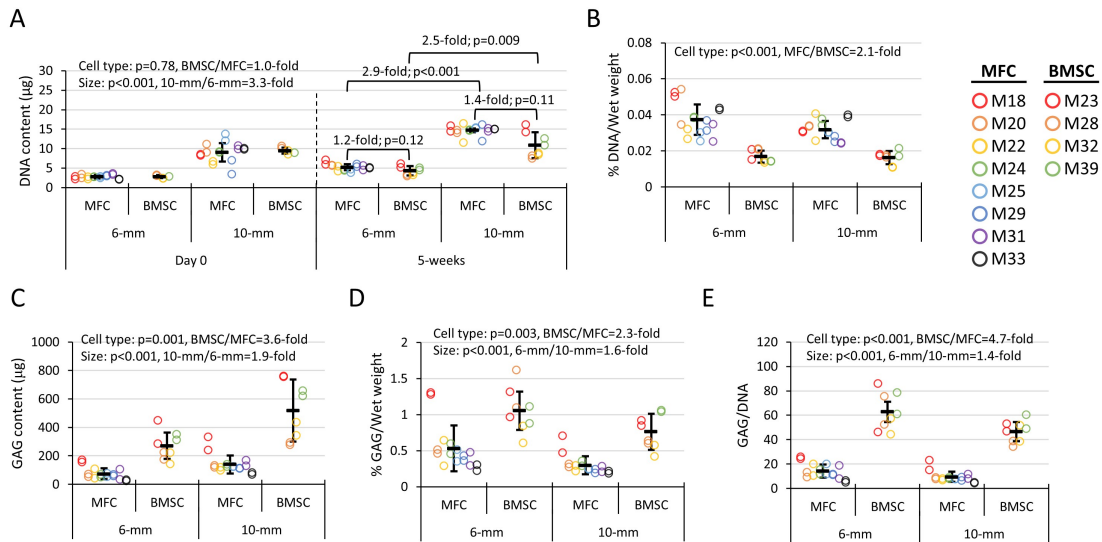 A
2.5-fold; p=0.009
Cell type: p=0.78, BMSC/MFC=1.0-fold
Size: p<0.001, 10-mm/6-mm=3.3-fold
2.9-fold; p<0.001
1.4-fold; p=0.11
1.2-fold; p=0.12
DNA content (µg)
35
30
25
20
15
10
5
0
MFC BMSC MFC BMSC MFC BMSC MFC BMSC
6-mm 10-mm 6-mm 10-mm
Day 0 5-weeks
B
Cell type: p<0.001, MFC/BMSC=2.1-fold
% DNA/Wet weight
0.08
0.06
0.04
0.02
0
MFC BMSC MFC BMSC
6-mm 10-mm
MFC BMSC
M18 M23
M20 M28
M22 M32
M24 M39
M25
M29
M31
M33
C
Cell type: p=0.001, BMSC/MFC=3.6-fold
Size: p<0.001, 10-mm/6-mm=1.9-fold
GAG content (µg)
1000
800
600
400
200
0
MFC BMSC MFC BMSC
6-mm 10-mm
D
Cell type: p=0.003, BMSC/MFC=2.3-fold
Size: p<0.001, 6-mm/10-mm=1.6-fold
% GAG/Wet weight
2
1.5
1
0.5
0
MFC BMSC MFC BMSC
6-mm 10-mm
E
Cell type: p<0.001, BMSC/MFC=4.7-fold
Size: p<0.001, 6-mm/10-mm=1.4-fold
GAG/DNA
120
100
80
60
40
20
0
MFC BMSC MFC BMSC
6-mm 10-mm